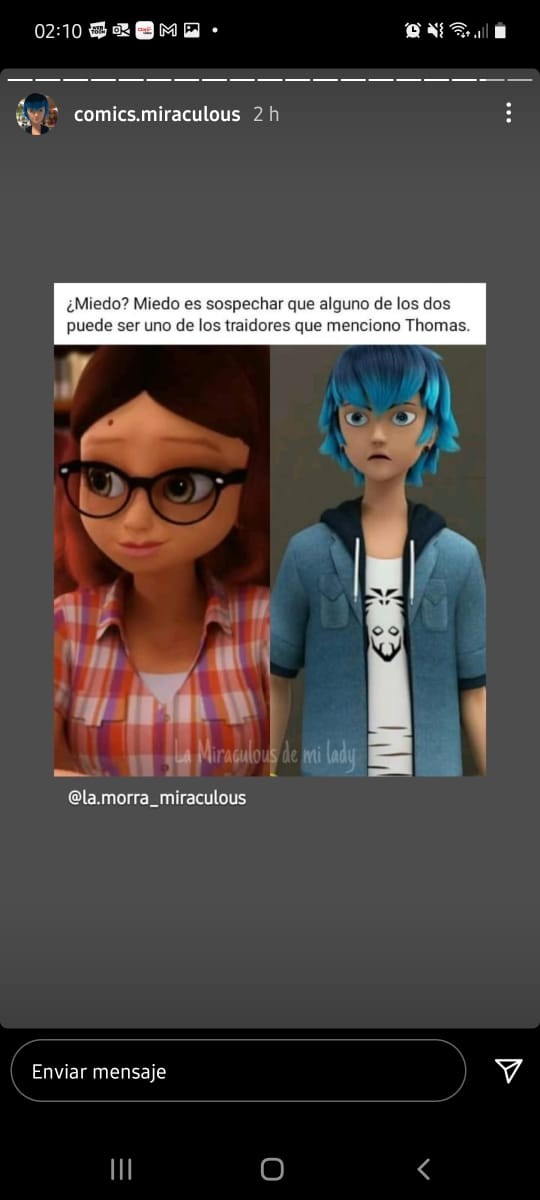 02:10
comics.miraculous 2 h
¿Miedo? Miedo es sospechar que alguno de los dos
puede ser uno de los traidores que menciono Thomas.
La Miraculous de mi lady
@la.morra_miraculous
Enviar mensaje